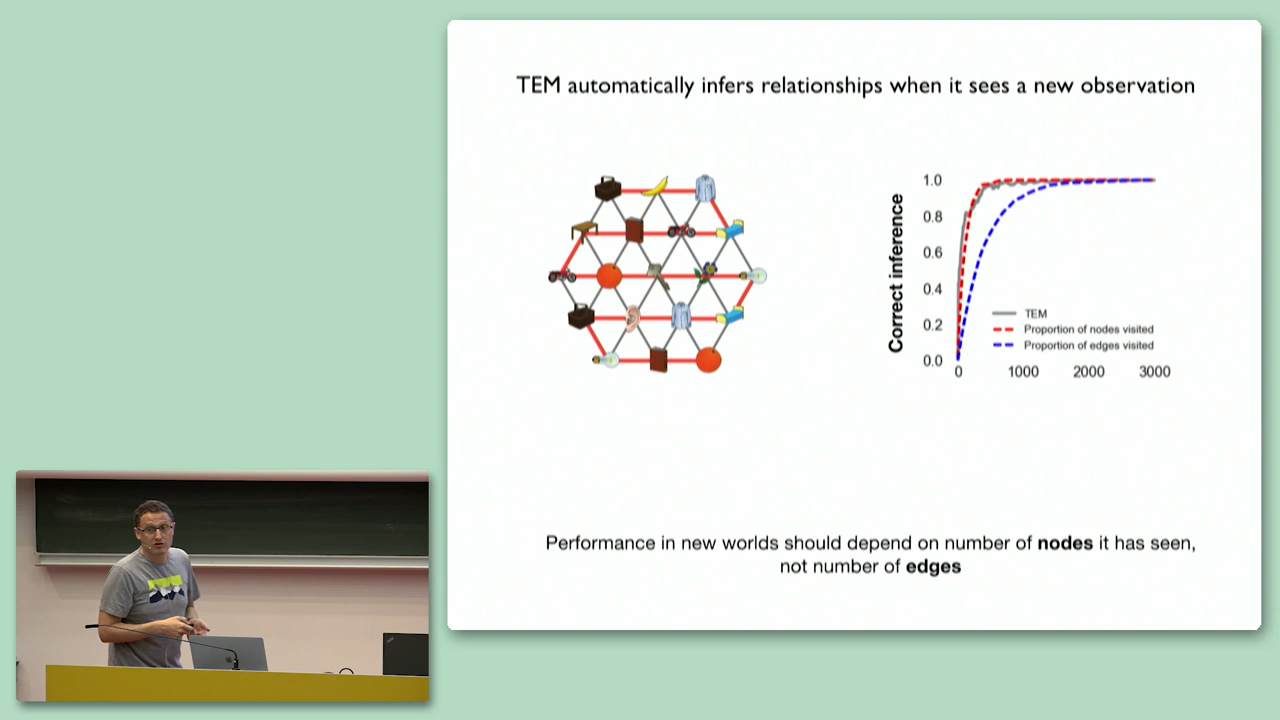 TEM automatically infers relationships when it sees a new observation
Correct inference
1.0
0.8
0.6
0.4
0.2
0.0
0
1000
2000
3000
TEM
Proportion of nodes visited
Proportion of edges visited
Performance in new worlds should depend on number of nodes it has seen,
not number of edges